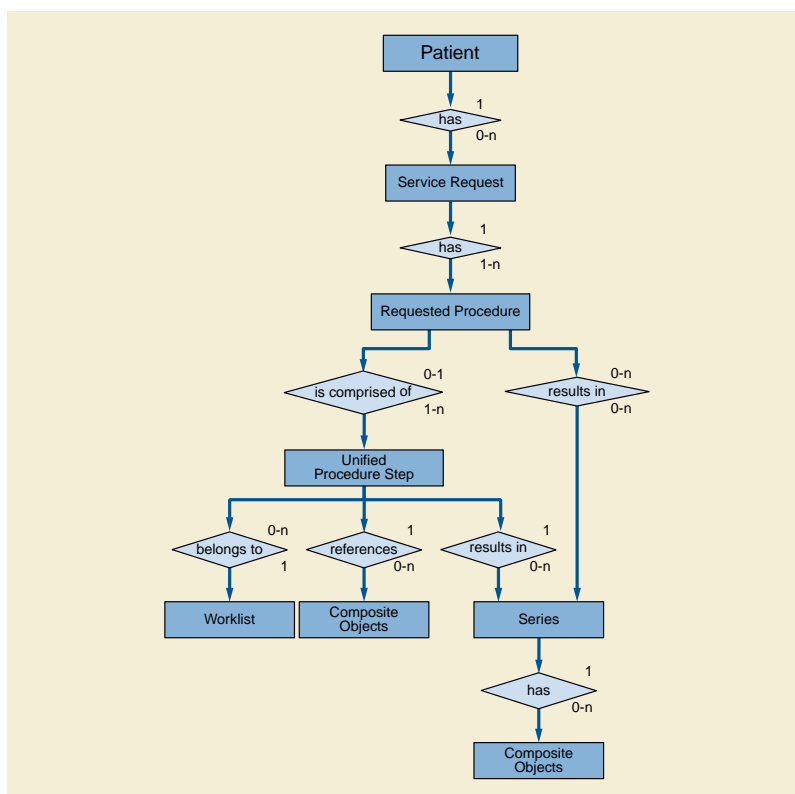 Patient
1
has
0-n
Service Request
1
has
1-n
Requested Procedure
0-1
is comprised of
1-n
0-n
results in
0-n
Unified
Procedure Step
0-n
belongs to
1
1
references
0-n
1
results in
0-n
Worklist
Composite
Objects
Series
1
has
0-n
Composite
Objects